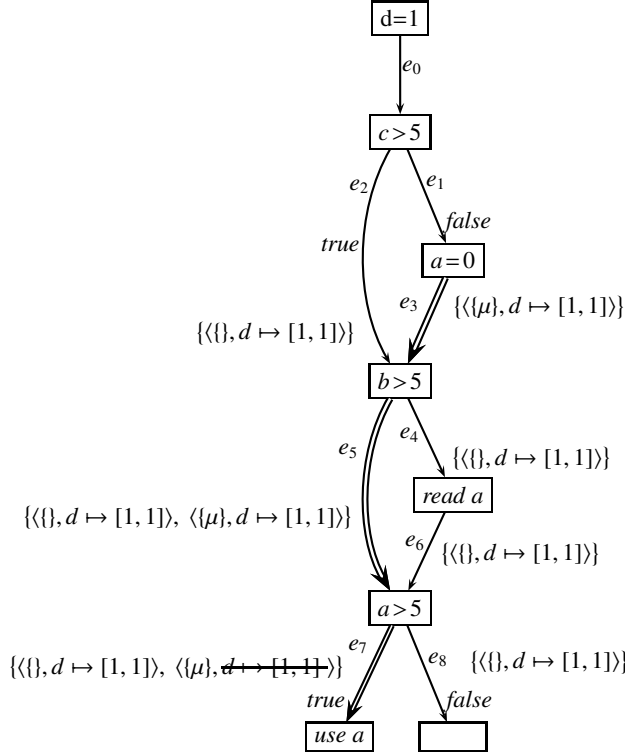 d=1
e0
c > 5
e2
e1
true
false
a=0
e3
{⟨{μ}, d ↦ [1, 1]⟩}
{⟨{}, d ↦ [1, 1]⟩}
b > 5
e5
e4
{⟨{}, d ↦ [1, 1]⟩}
read a
{⟨{}, d ↦ [1, 1]⟩, ⟨{μ}, d ↦ [1, 1]⟩}
e6
{⟨{}, d ↦ [1, 1]⟩}
a > 5
e7
e8
{⟨{}, d ↦ [1, 1]⟩}
{⟨{}, d ↦ [1, 1]⟩, ⟨{μ}, d ↦ [1, 1]⟩}
true
false
use a